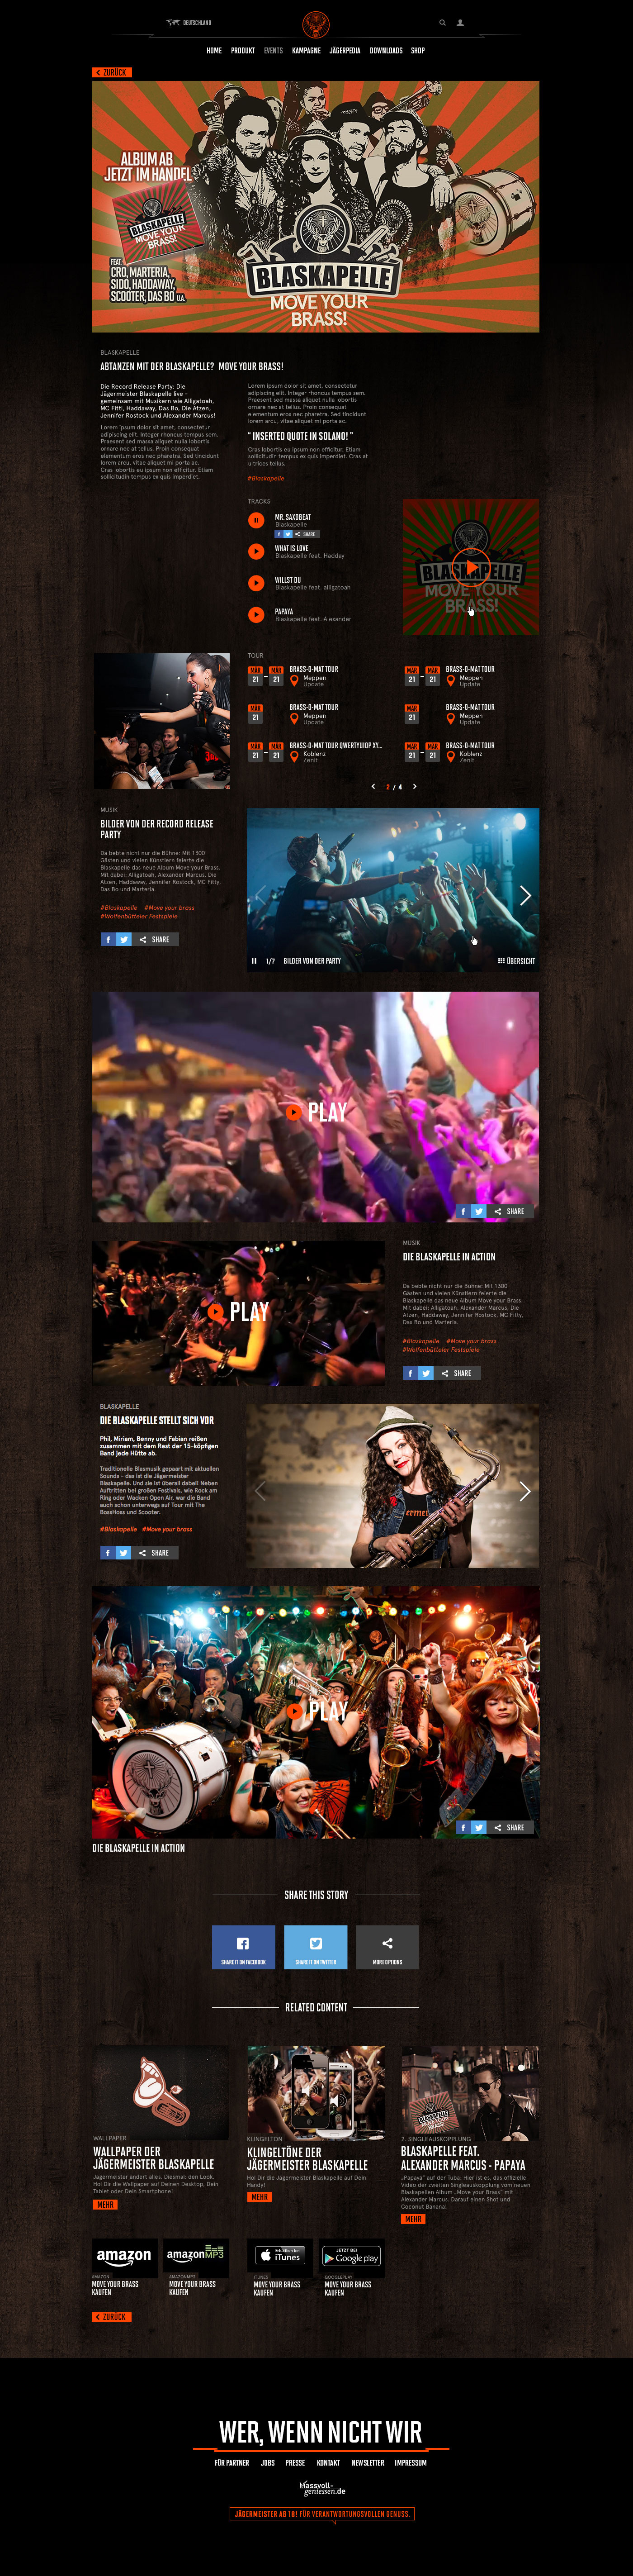 DEUTSCHLAND
HOME PRODUKT EVENTS KAMPAGNE JÄGERPEDIA DOWNLOADS SHOP
ZURÜCK
ALBUM AB
JETZT IM HANDEL
BLASKAPELLE
MOVE YOUR
BRASS!
FEAT.
CRO, MARTERIA,
SIDO, HADDAWAY,
SCOOTER, DAS BO U.A.
BLASKAPELLE
MOVE YOUR
BRASS!
BLASKAPELLE
ABTANZEN MIT DER BLASKAPELLE? MOVE YOUR BRASS!
Die Record Release Party: Die
Jägermeister Blaskapelle live -
gemeinsam mit Musikern wie Alligatoah,
MC Fitti, Haddaway, Das Bo, Die Atzen,
Jennifer Rostock und Alexander Marcus!
Lorem ipsum dolor sit amet, consectetur
adipiscing elit. Integer rhoncus tempus sem.
Praesent sed massa aliquet nulla lobortis
ornare nec at tellus. Proin consequat
elementum eros nec pharetra. Sed tincidunt
lorem arcu, vitae aliquet mi porta ac.
Cras lobortis eu ipsum non efficitur. Etiam
sollicitudin tempus ex quis imperdiet.
Lorem ipsum dolor sit amet, consectetur
adipiscing elit. Integer rhoncus tempus sem.
Praesent sed massa aliquet nulla lobortis
ornare nec at tellus. Proin consequat
elementum eros nec pharetra. Sed tincidunt
lorem arcu, vitae aliquet mi porta ac.
" INSERTED QUOTE IN SOLANO! "
Cras lobortis eu ipsum non efficitur. Etiam
sollicitudin tempus ex quis imperdiet. Cras at
ultrices tellus.
#Blaskapelle
TRACKS
MR. SAXOBEAT
Blaskapelle
SHARE
WHAT IS LOVE
Blaskapelle feat. Hadday
WILLST DU
Blaskapelle feat. alligatoah
PAPAYA
Blaskapelle feat. Alexander
BLASKAPELLE
MOVE YOUR
BRASS!
TOUR
MÄR 21 - MÄR 21 BRASS-O-MAT TOUR
Meppen
Update
MÄR 21 - MÄR 21 BRASS-O-MAT TOUR
Meppen
Update
MÄR 21 BRASS-O-MAT TOUR
Meppen
Update
MÄR 21 BRASS-O-MAT TOUR
Meppen
Update
MÄR 21 - MÄR 21 BRASS-O-MAT TOUR QWERTYUIOP XY...
Koblenz
Zenit
MÄR 21 - MÄR 21 BRASS-O-MAT TOUR
Koblenz
Zenit
2 / 4
MUSIK
BILDER VON DER RECORD RELEASE
PARTY
Da bebte nicht nur die Bühne: Mit 1300
Gästen und vielen Künstlern feierte die
Blaskapelle das neue Album Move your Brass.
Mit dabei: Alligatoah, Alexander Marcus, Die
Atzen, Haddaway, Jennifer Rostock, MC Fitty,
Das Bo und Marteria.
#Blaskapelle #Move your brass
#Wolfenbütteler Festspiele
SHARE
1/7 BILDER VON DER PARTY
ÜBERSICHT
PLAY
SHARE
PLAY
MUSIK
DIE BLASKAPELLE IN ACTION
Da bebte nicht nur die Bühne: Mit 1300
Gästen und vielen Künstlern feierte die
Blaskapelle das neue Album Move your Brass.
Mit dabei: Alligatoah, Alexander Marcus, Die
Atzen, Haddaway, Jennifer Rostock, MC Fitty,
Das Bo und Marteria.
#Blaskapelle #Move your brass
#Wolfenbütteler Festspiele
SHARE
BLASKAPELLE
DIE BLASKAPELLE STELLT SICH VOR
Phil, Miriam, Benny und Fabian reißen
zusammen mit dem Rest der 15-köpfigen
Band jede Hütte ab.
Traditionelle Blasmusik gepaart mit aktuellen
Sounds – das ist die Jägermeister
Blaskapelle. Und sie ist überall dabei! Neben
Auftritten bei großen Festivals, wie Rock am
Ring oder Wacken Open Air, war die Band
auch schon unterwegs auf Tour mit The
BossHoss und Scooter.
#Blaskapelle #Move your brass
SHARE
PLAY
SHARE
DIE BLASKAPELLE IN ACTION
SHARE THIS STORY
SHARE IT ON FACEBOOK
SHARE IT ON TWITTER
MORE OPTIONS
RELATED CONTENT
WALLPAPER
WALLPAPER DER
JÄGERMEISTER BLASKAPELLE
Jägermeister ändert alles. Diesmal: den Look.
Hol Dir die Wallpaper auf Deinen Desktop, Dein
Tablet oder Dein Smartphone!
MEHR
KLINGELTON
KLINGELTÖNE DER
JÄGERMEISTER BLASKAPELLE
Hol Dir die Jägermeister Blaskapelle auf Dein
Handy!
MEHR
BLASKAPELLE
MOVE YOUR
BRASS!
2. SINGLEAUSKOPPLUNG
BLASKAPELLE FEAT.
ALEXANDER MARCUS - PAPAYA
„Papaya" auf der Tuba: Hier ist es, das offizielle
Video der zweiten Singleauskopplung vom neuen
Blaskapellen Album „Move your Brass" mit
Alexander Marcus. Darauf einen Shot und
Coconut Banana!
MEHR
amazon
AMAZON
MOVE YOUR BRASS
KAUFEN
amazonMP3
AMAZONMP3
MOVE YOUR BRASS
KAUFEN
Erhältlich bei
iTunes
ITUNES
MOVE YOUR BRASS
KAUFEN
JETZT BEI
Google play
GOOGLEPLAY
MOVE YOUR BRASS
KAUFEN
ZURÜCK
WER, WENN NICHT WIR
FÜR PARTNER JOBS PRESSE KONTAKT NEWSLETTER IMPRESSUM
Massvoll-
geniessen.de
JÄGERMEISTER AB 18! FÜR VERANTWORTUNGSVOLLEN GENUSS.